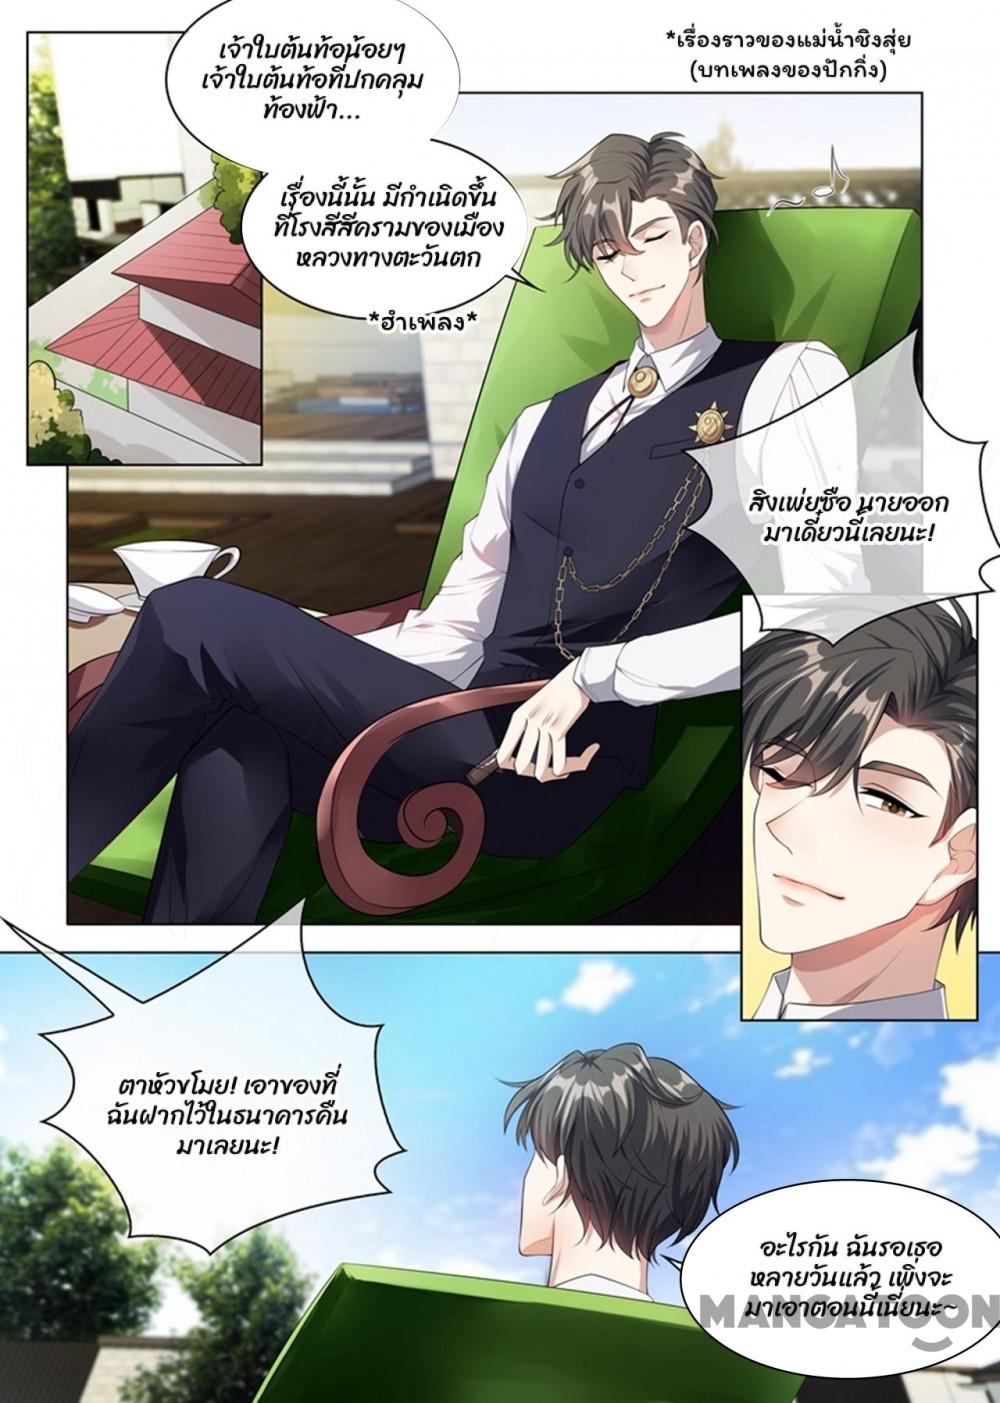 เจ้าใบต้นท้อน้อยๆ
เจ้าใบต้นท้อที่ปกคลุม
ท้องฟ้า...
*เรื่องราวของแม่น้ำชิงสุ่ย
(บทเพลงของปักกิ่ง)
เรื่องนี้นั้น มีกำเนิดขึ้น
ที่โรงสีสีครามของเมือง
หลวงทางตะวันตก
*ฮำเพลง*
สิงเพ่ยซือ นายออก
มาเดี๋ยวนี้เลยนะ!
ตาหัวขโมย! เอาของที่
ฉันฝากไว้ในธนาคารคืน
มาเลยนะ!
อะไรกัน ฉันรอเธอ
หลายวันแล้ว เพิ่งจะ
มาเอาตอนนี้เนี่ยนะ~
MANGATOON